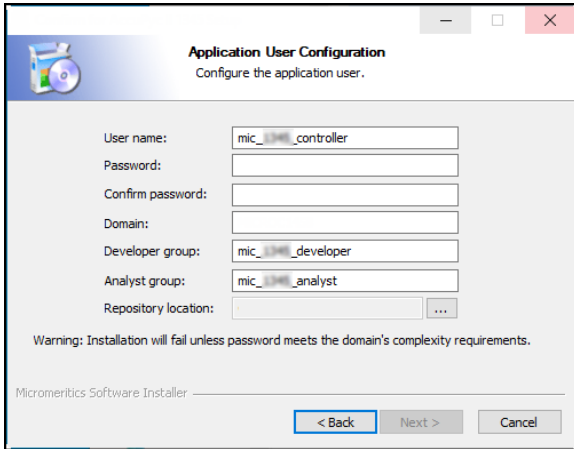 Application User Configuration
Configure the application user.
User name: mic_ _controller
Password:
Confirm password:
Domain:
Developer group: mic_ _developer
Analyst group: mic_ _analyst
Repository location: ...
Warning: Installation will fail unless password meets the domain's complexity requirements.
Micromeritics Software Installer
< Back Next > Cancel